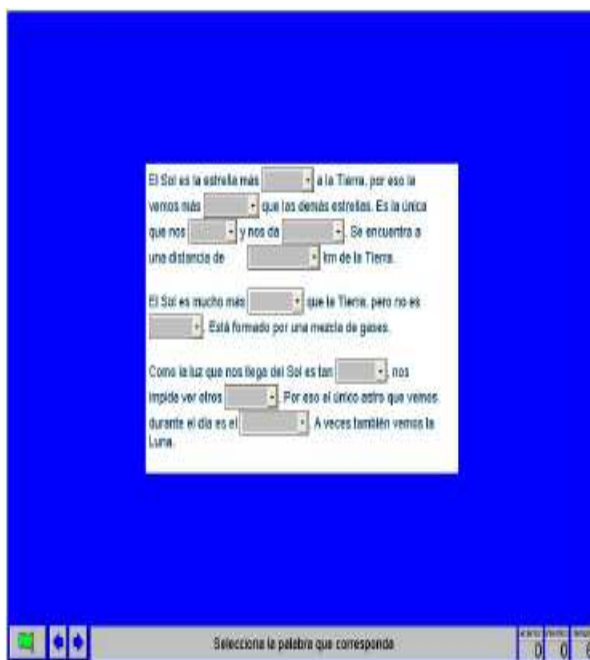 El Sol es la estrella más a la Tierra, por eso la
vemos más que las demás estrellas. Es la única
que nos y nos da . Se encuentra a
una distancia de km de la Tierra.
El Sol es mucho más que la Tierra, pero no es
. Está formado por una mezcla de gases.
Como la luz que nos llega del Sol es tan , nos
impide ver otros . Por eso el único astro que vemos
durante el día es el . A veces también vemos la
Luna.
Selecciona la palabra que corresponda
0 0